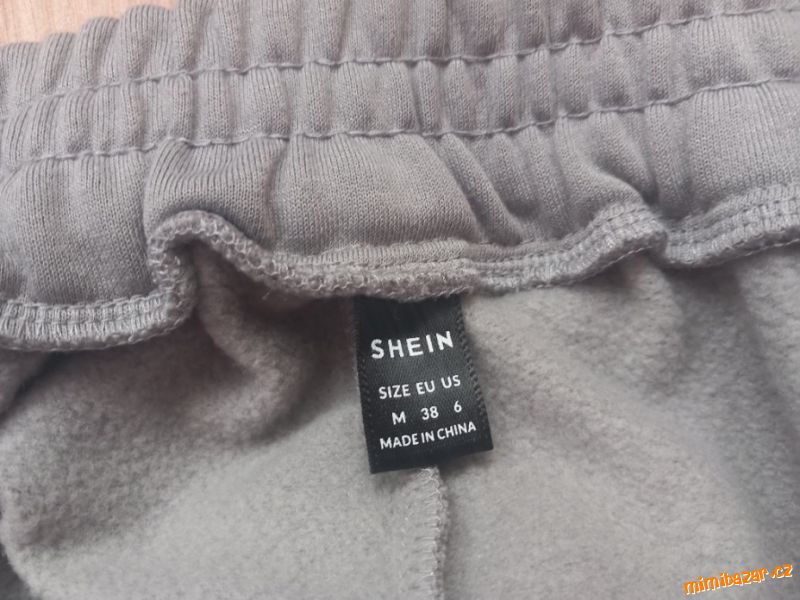 SHEIN
SIZE EU US
M 38 6
MADE IN CHINA
mimibazar.cz